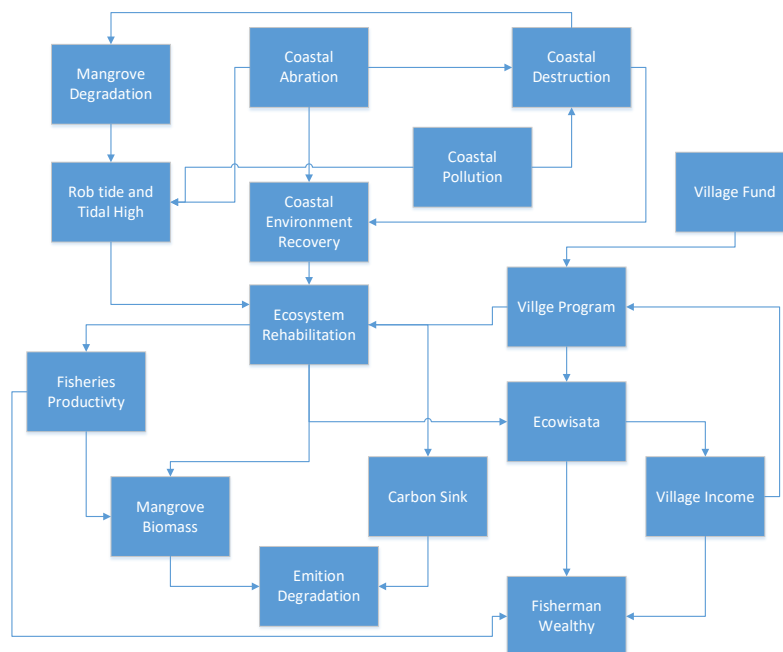 Mangrove
Degradation
Coastal
Abration
Coastal
Destruction
Coastal
Pollution
Rob tide and
Tidal High
Village Fund
Coastal
Environment
Recovery
Villge Program
Ecosystem
Rehabilitation
Fisheries
Productivty
Ecowisata
Mangrove
Biomass
Carbon Sink
Village Income
Emition
Degradation
Fisherman
Wealthy